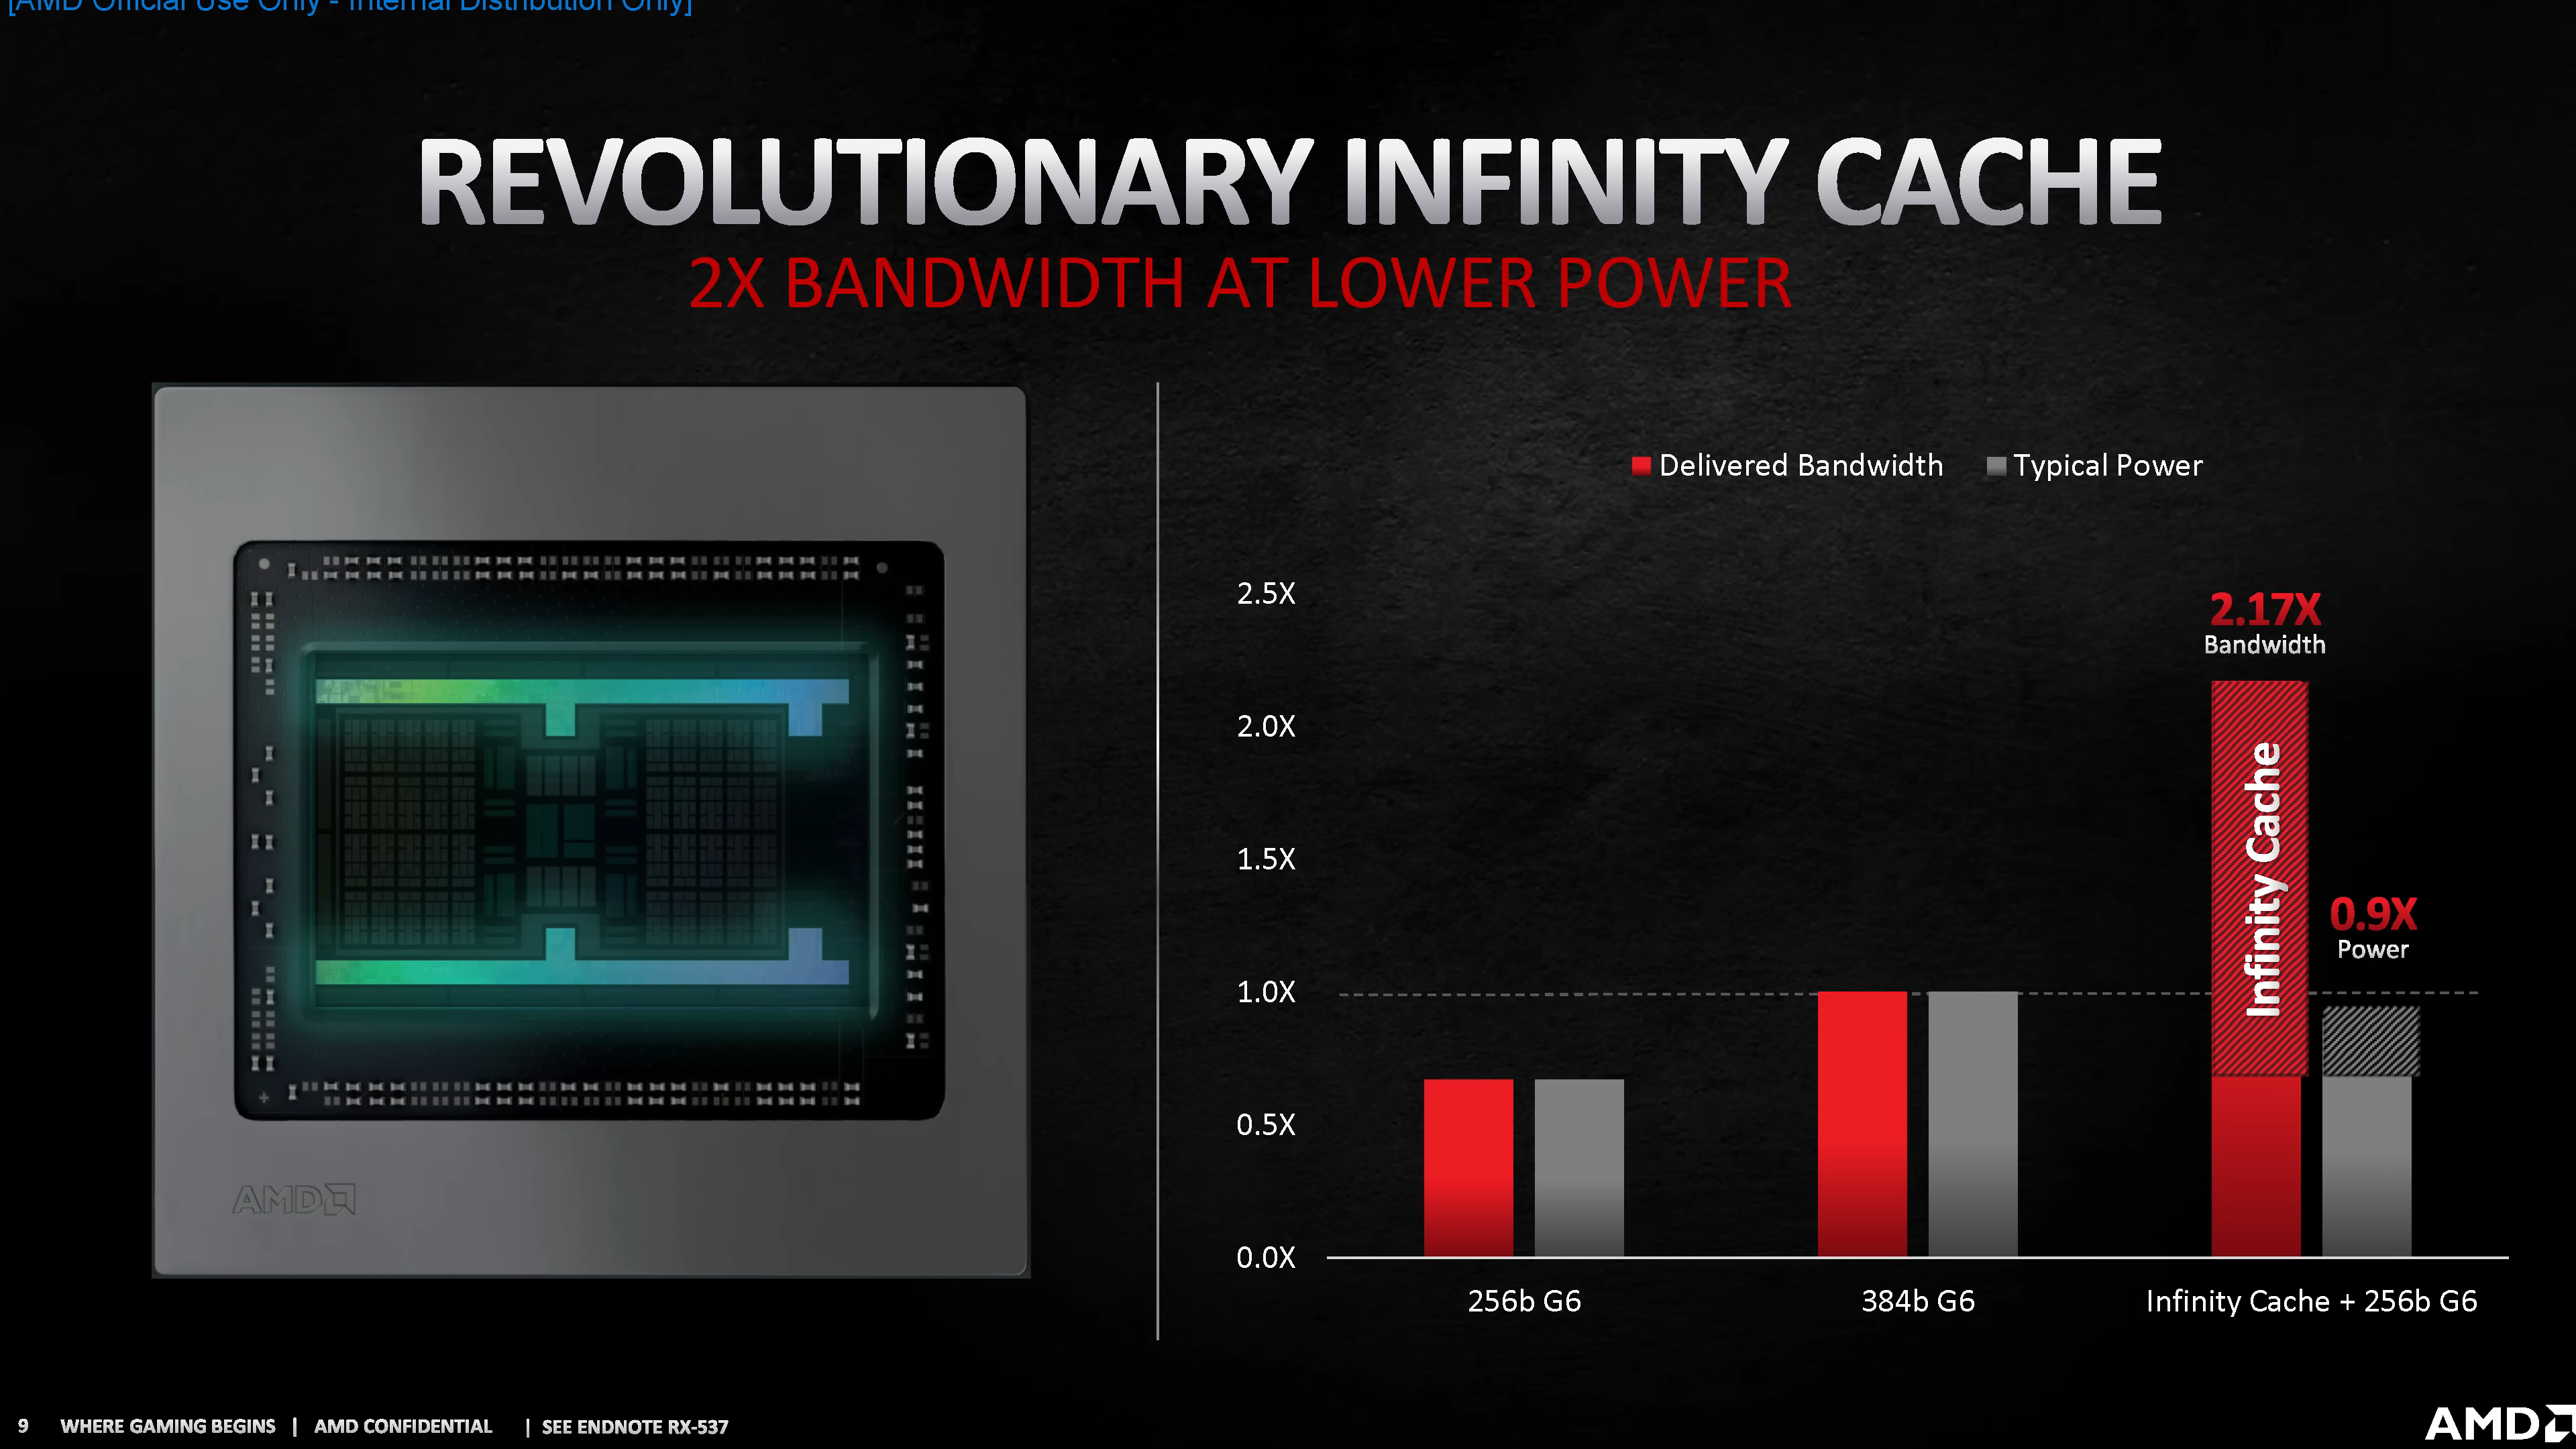 [AMD Official Use Only - Internal Distribution Only]
REVOLUTIONARY INFINITY CACHE
2X BANDWIDTH AT LOWER POWER
AMD
Delivered Bandwidth
Typical Power
2.5X
2.0X
1.5X
1.0X
0.5X
0.0X
2.17X
Bandwidth
Infinity Cache
0.9X
Power
256b G6
384b G6
Infinity Cache + 256b G6
9 WHERE GAMING BEGINS | AMD CONFIDENTIAL | SEE ENDNOTE RX-537
AMD